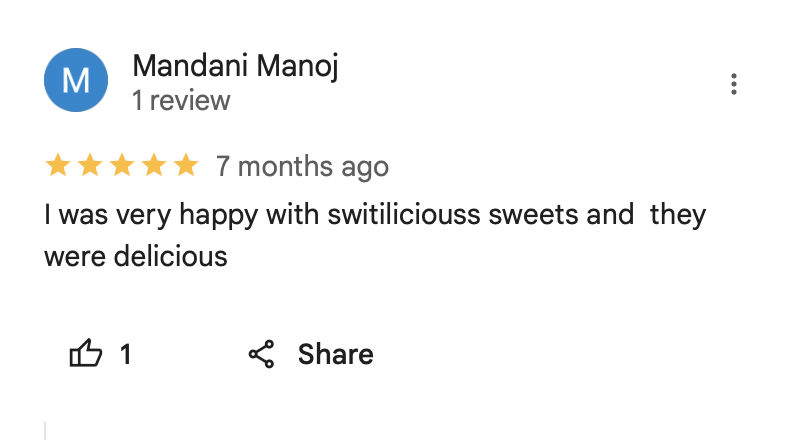 M
Mandani Manoj
1 review
7 months ago
I was very happy with switiliciouss sweets and  they
were delicious
1
Share